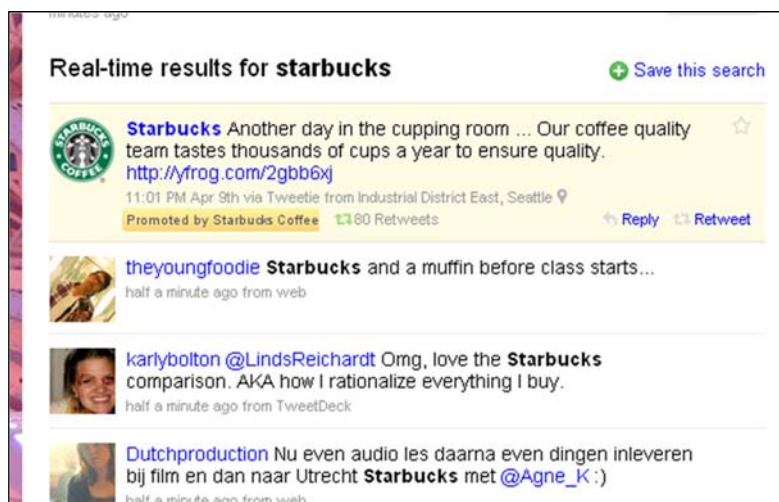 minutes ago
Real-time results for starbucks
Save this search
STARBUCKS
COFFEE
Starbucks Another day in the cupping room ... Our coffee quality
team tastes thousands of cups a year to ensure quality.
http://yfrog.com/2gbb6xj
11:01 PM Apr 9th via Tweetie from Industrial District East, Seattle
Promoted by Starbucks Coffee 80 Retweets Reply Retweet
theyoungfoodie Starbucks and a muffin before class starts...
half a minute ago from web
karlybolton @LindsReichardt Omg, love the Starbucks
comparison. AKA how I rationalize everything I buy.
half a minute ago from TweetDeck
Dutchproduction Nu even audio les daarna even dingen inleveren
bij film en dan naar Utrecht Starbucks met @Agne_K :)
half a minute ago from web